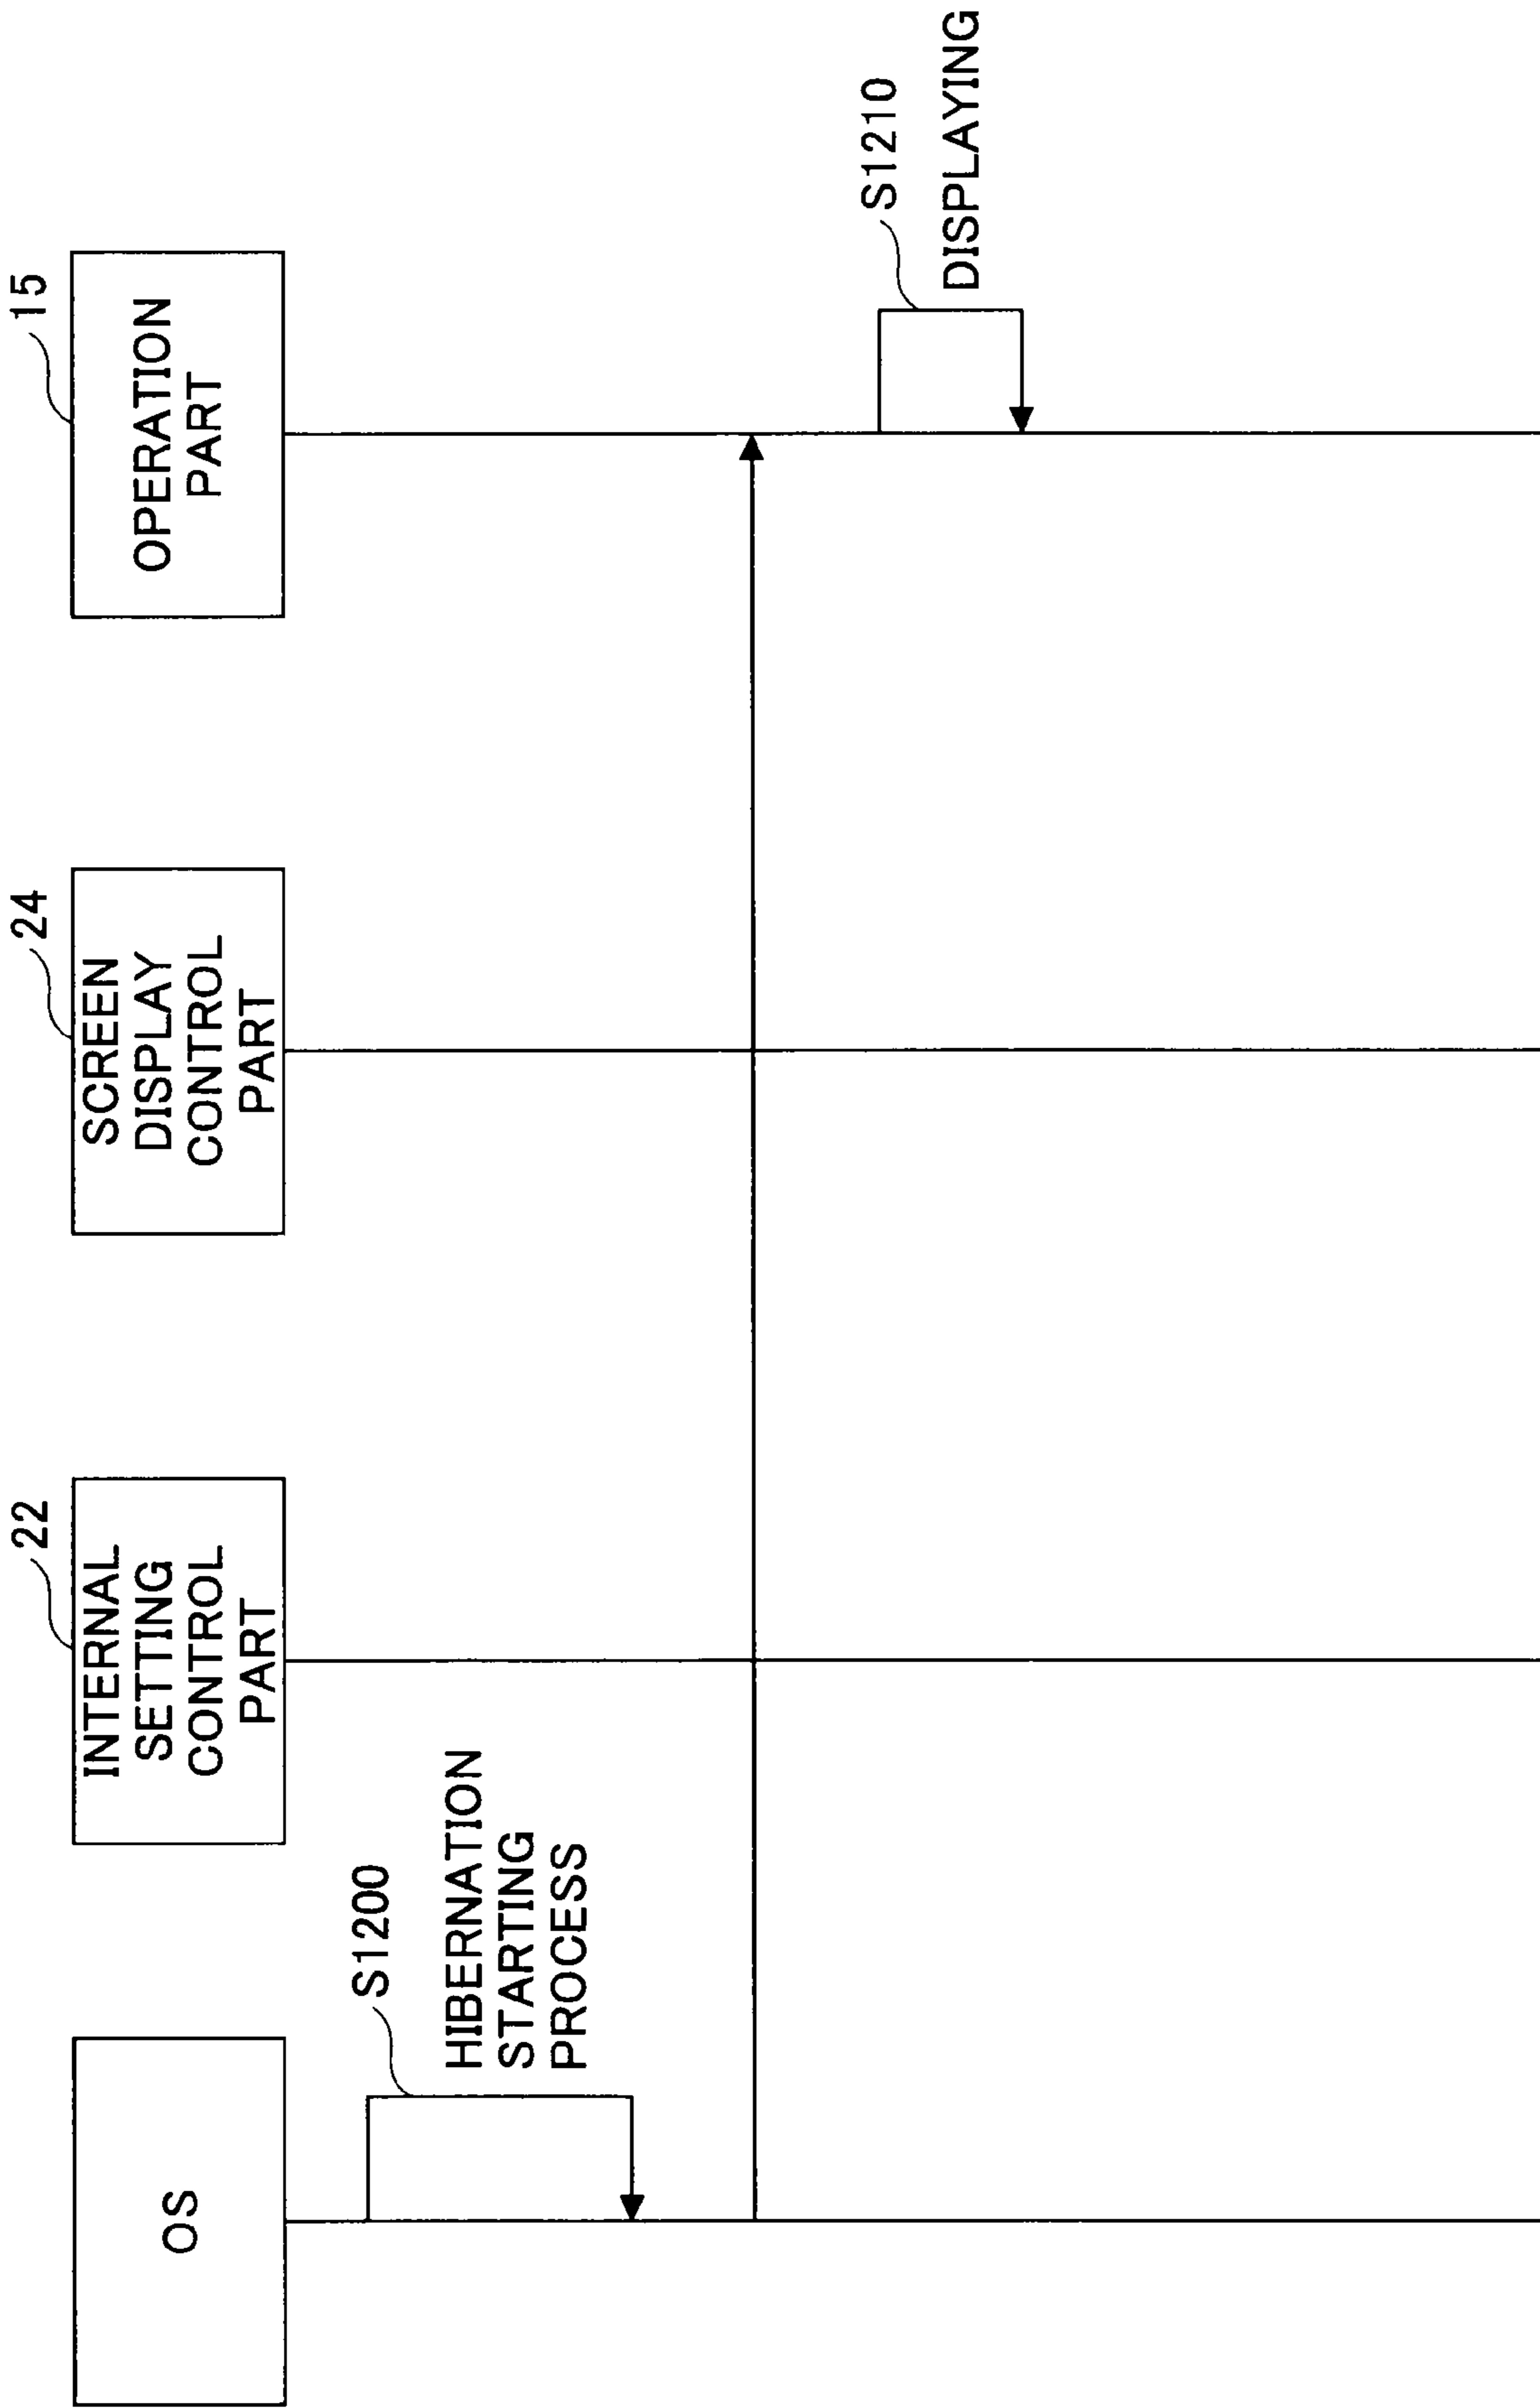 OS
22
INTERNAL
SETTING
CONTROL
PART
24
SCREEN
DISPLAY
CONTROL
PART
15
OPERATION
PART
S1200
HIBERNATION
STARTING
PROCESS
S1210
DISPLAYING